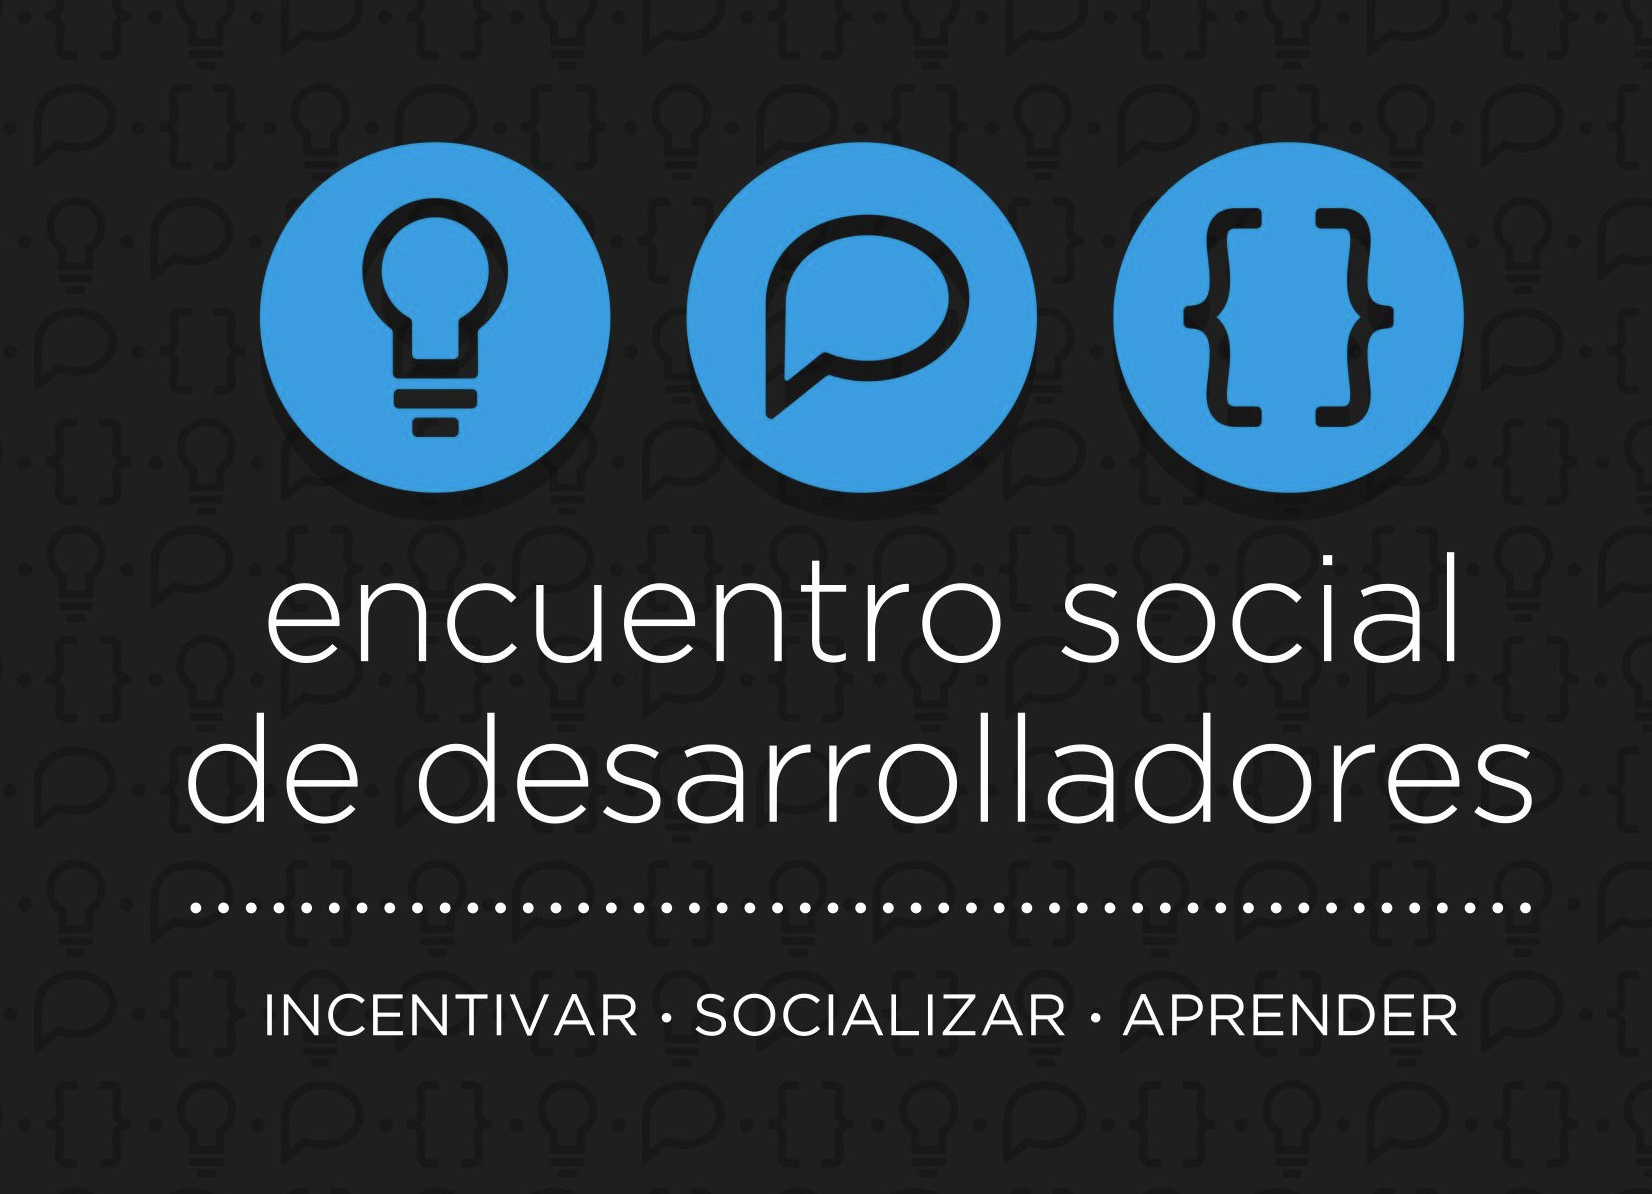 encuentro social
de desarrolladores
INCENTIVAR · SOCIALIZAR · APRENDER